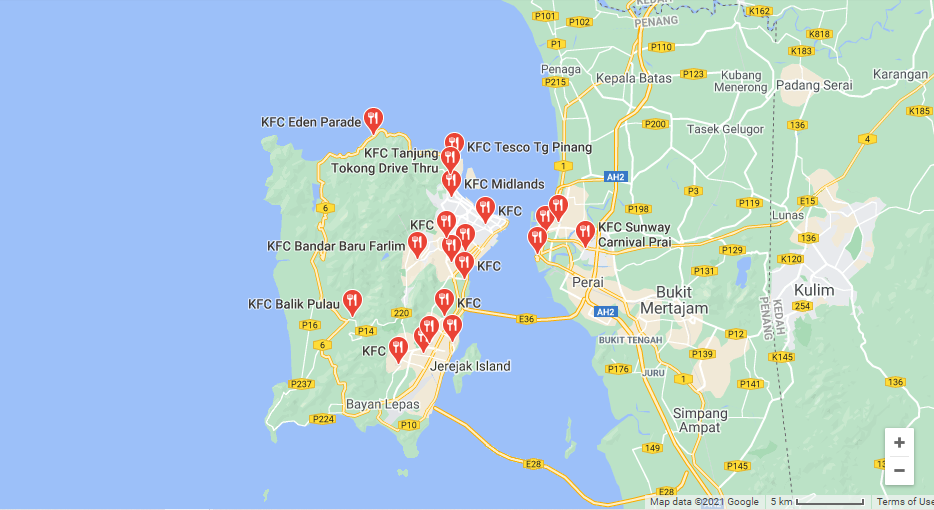 KEDAH
PENANG
P101
P102
K162
P1
K818
P110
K183
Penaga
P215
Kepala Batas
P123
Kubang
Menerong
Padang Serai
Karangan
K185
KFC Eden Parade
P200
Tasek Gelugor
136
4
KFC Tanjung
Tokong Drive Thru
KFC Tesco Tg Pinang
1
AH2
KFC Midlands
P3
E15
6
KFC
P198
Lunas
KFC
KFC Sunway
Carnival Prai
136
KFC Bandar Baru Farlim
P129
K120
KFC
P131
Perai
Bukit
Mertajam
Kulim
KFC Balik Pulau
KFC
220
E36
AH2
254
KEDAH
PENANG
P16
P14
P12
6
BUKIT TENGAH
KFC
P139
K145
Jerejak Island
P176
JURU
1
P237
P141
136
Bayan Lepas
P224
P10
Simpang
Ampat
149
E28
P145
13
E28
+
−
Map data ©2021 Google
5 km
Terms of Use